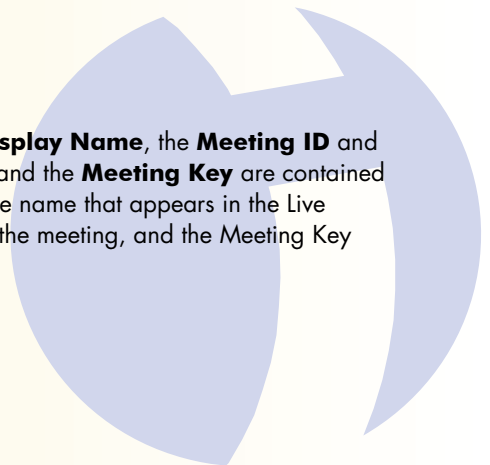 splay Name, the Meeting ID and
and the Meeting Key are contained
e name that appears in the Live
the meeting, and the Meeting Key